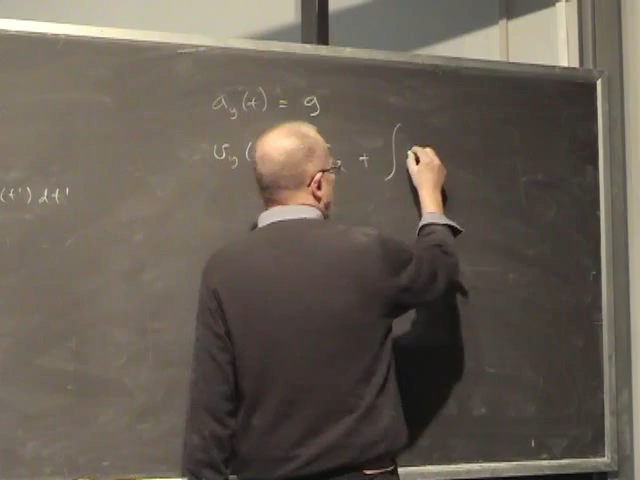 (t') dt'
a_y(t) = g
v_y( + ∫